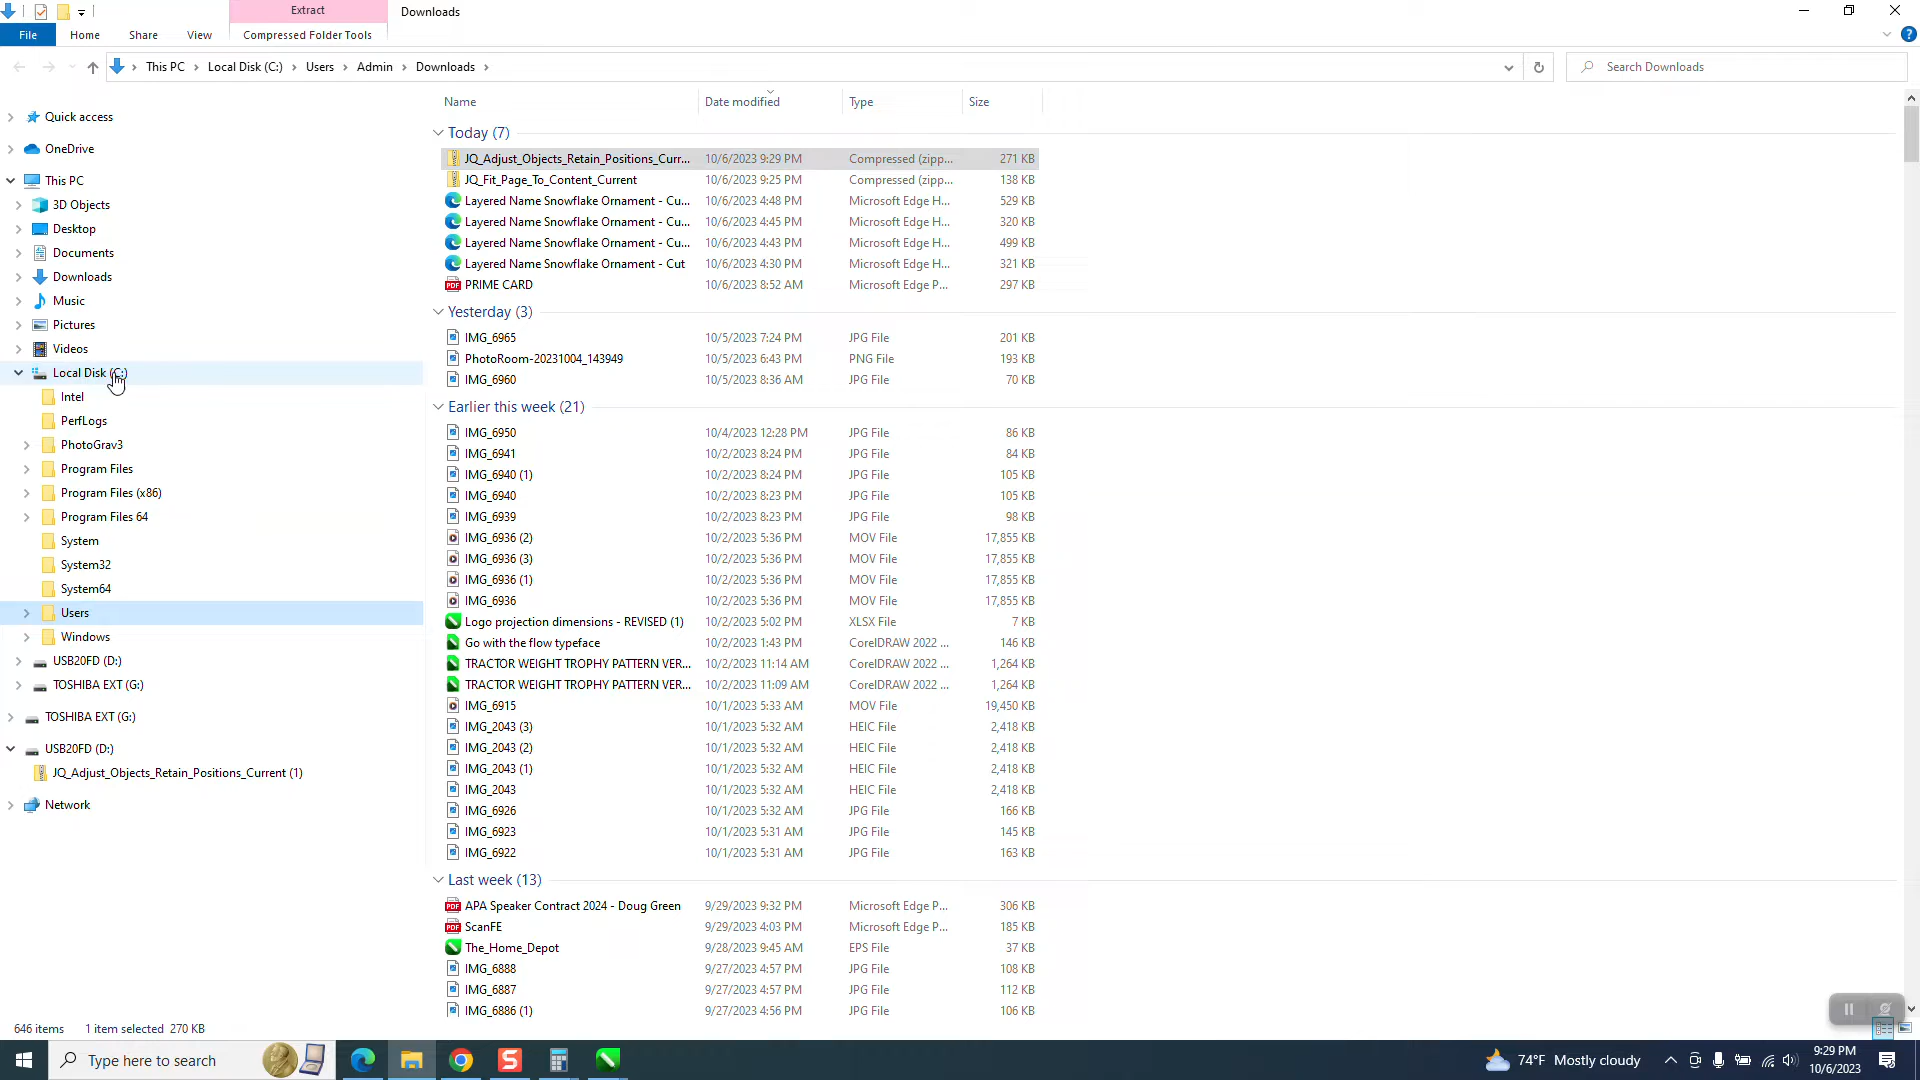 Extract
Downloads
File
Home
Share
View
Compressed Folder Tools
This PC > Local Disk (C:) > Users > Admin > Downloads >
Search Downloads
Name
Date modified
Type
Size
Quick access
OneDrive
This PC
3D Objects
Desktop
Documents
Downloads
Music
Pictures
Videos
Local Disk (C:)
Intel
PerfLogs
PhotoGrav3
Program Files
Program Files (x86)
Program Files 64
System
System32
System64
Users
Windows
USB20FD (D:)
TOSHIBA EXT (G:)
TOSHIBA EXT (G:)
USB20FD (D:)
JQ_Adjust_Objects_Retain_Positions_Current (1)
Network
Today (7)
JQ_Adjust_Objects_Retain_Positions_Curr... 10/6/2023 9:29 PM Compressed (zipp... 271 KB
JQ_Fit_Page_To_Content_Current 10/6/2023 9:25 PM Compressed (zipp... 138 KB
Layered Name Snowflake Ornament - Cu... 10/6/2023 4:48 PM Microsoft Edge H... 529 KB
Layered Name Snowflake Ornament - Cu... 10/6/2023 4:45 PM Microsoft Edge H... 320 KB
Layered Name Snowflake Ornament - Cu... 10/6/2023 4:43 PM Microsoft Edge H... 499 KB
Layered Name Snowflake Ornament - Cut 10/6/2023 4:30 PM Microsoft Edge H... 321 KB
PRIME CARD 10/6/2023 8:52 AM Microsoft Edge P... 297 KB
Yesterday (3)
IMG_6965 10/5/2023 7:24 PM JPG File 201 KB
PhotoRoom-20231004_143949 10/5/2023 6:43 PM PNG File 193 KB
IMG_6960 10/5/2023 8:36 AM JPG File 70 KB
Earlier this week (21)
IMG_6950 10/4/2023 12:28 PM JPG File 86 KB
IMG_6941 10/2/2023 8:24 PM JPG File 84 KB
IMG_6940 (1) 10/2/2023 8:24 PM JPG File 105 KB
IMG_6940 10/2/2023 8:23 PM JPG File 105 KB
IMG_6939 10/2/2023 8:23 PM JPG File 98 KB
IMG_6936 (2) 10/2/2023 5:36 PM MOV File 17,855 KB
IMG_6936 (3) 10/2/2023 5:36 PM MOV File 17,855 KB
IMG_6936 (1) 10/2/2023 5:36 PM MOV File 17,855 KB
IMG_6936 10/2/2023 5:36 PM MOV File 17,855 KB
Logo projection dimensions - REVISED (1) 10/2/2023 5:02 PM XLSX File 7 KB
Go with the flow typeface 10/2/2023 1:43 PM CorelDRAW 2022 ... 146 KB
TRACTOR WEIGHT TROPHY PATTERN VER... 10/2/2023 11:14 AM CorelDRAW 2022 ... 1,264 KB
TRACTOR WEIGHT TROPHY PATTERN VER... 10/2/2023 11:09 AM CorelDRAW 2022 ... 1,264 KB
IMG_6915 10/1/2023 5:33 AM MOV File 19,450 KB
IMG_2043 (3) 10/1/2023 5:32 AM HEIC File 2,418 KB
IMG_2043 (2) 10/1/2023 5:32 AM HEIC File 2,418 KB
IMG_2043 (1) 10/1/2023 5:32 AM HEIC File 2,418 KB
IMG_2043 10/1/2023 5:32 AM HEIC File 2,418 KB
IMG_6926 10/1/2023 5:32 AM JPG File 166 KB
IMG_6923 10/1/2023 5:31 AM JPG File 145 KB
IMG_6922 10/1/2023 5:31 AM JPG File 163 KB
Last week (13)
APA Speaker Contract 2024 - Doug Green 9/29/2023 9:32 PM Microsoft Edge P... 306 KB
ScanFE 9/29/2023 4:03 PM Microsoft Edge P... 185 KB
The_Home_Depot 9/28/2023 9:45 AM EPS File 37 KB
IMG_6888 9/27/2023 4:57 PM JPG File 108 KB
IMG_6887 9/27/2023 4:57 PM JPG File 112 KB
IMG_6886 (1) 9/27/2023 4:56 PM JPG File 106 KB
646 items 1 item selected 270 KB
Type here to search
74°F Mostly cloudy
9:29 PM
10/6/2023